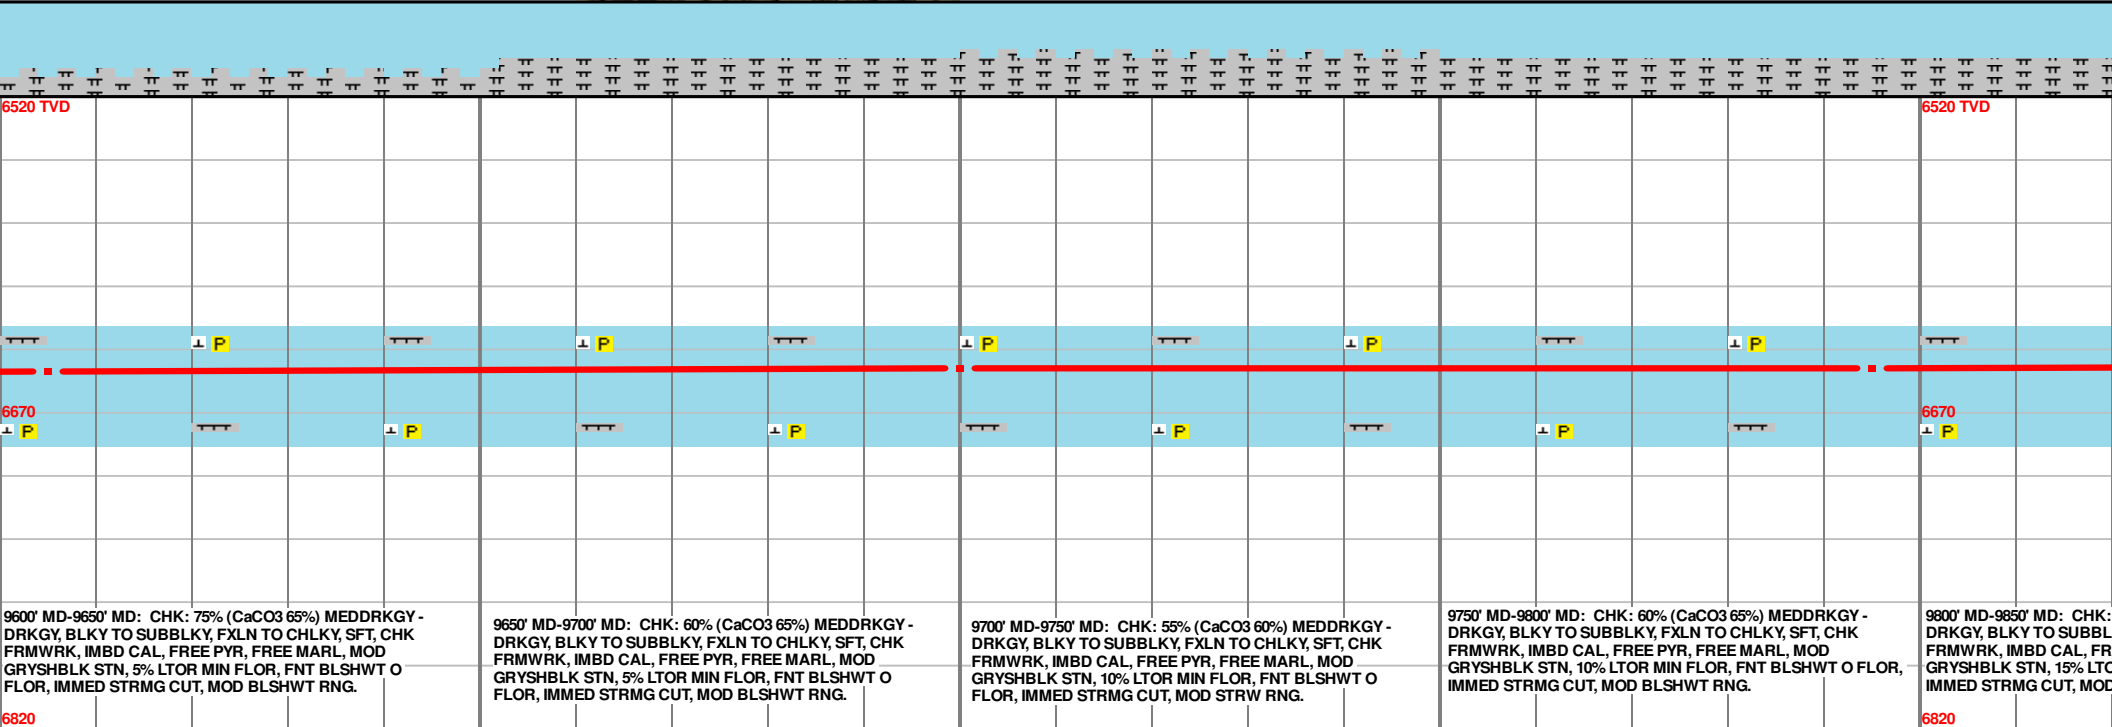 6520 TVD
6520 TVD
P
P
P
P
P
6670
6670
P
P
P
P
P
P
9600' MD-9650' MD: CHK: 75% (CaCO3 65%) MEDDRKGY -
DRKGY, BLKY TO SUBBLKY, FXLN TO CHLKY, SFT, CHK
FRMWRK, IMBD CAL, FREE PYR, FREE MARL, MOD
GRYSHBLK STN, 5% LTOR MIN FLOR, FNT BLSHWT O
FLOR, IMMED STRMG CUT, MOD BLSHWT RNG.
9650' MD-9700' MD: CHK: 60% (CaCO3 65%) MEDDRKGY -
DRKGY, BLKY TO SUBBLKY, FXLN TO CHLKY, SFT, CHK
FRMWRK, IMBD CAL, FREE PYR, FREE MARL, MOD
GRYSHBLK STN, 5% LTOR MIN FLOR, FNT BLSHWT O
FLOR, IMMED STRMG CUT, MOD BLSHWT RNG.
9700' MD-9750' MD: CHK: 55% (CaCO3 60%) MEDDRKGY -
DRKGY, BLKY TO SUBBLKY, FXLN TO CHLKY, SFT, CHK
FRMWRK, IMBD CAL, FREE PYR, FREE MARL, MOD
GRYSHBLK STN, 10% LTOR MIN FLOR, FNT BLSHWT O
FLOR, IMMED STRMG CUT, MOD STRW RNG.
9750' MD-9800' MD: CHK: 60% (CaCO3 65%) MEDDRKGY -
DRKGY, BLKY TO SUBBLKY, FXLN TO CHLKY, SFT, CHK
FRMWRK, IMBD CAL, FREE PYR, FREE MARL, MOD
GRYSHBLK STN, 10% LTOR MIN FLOR, FNT BLSHWT O FLOR,
IMMED STRMG CUT, MOD BLSHWT RNG.
9800' MD-9850' MD: CHK:
DRKGY, BLKY TO SUBBL
FRMWRK, IMBD CAL, FR
GRYSHBLK STN, 15% LTO
IMMED STRMG CUT, MOD
6820
6820